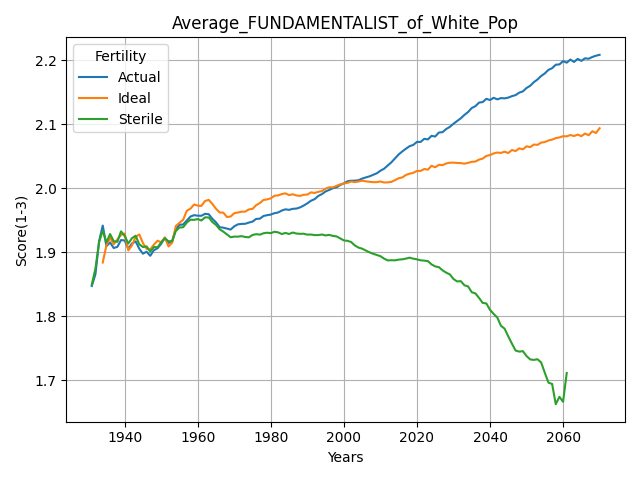 Average_FUNDAMENTALIST_of_White_Pop
Fertility
Actual
Ideal
Sterile
Score(1-3)
2.2
2.1
2.0
1.9
1.8
1.7
1940 1960 1980 2000 2020 2040 2060
Years